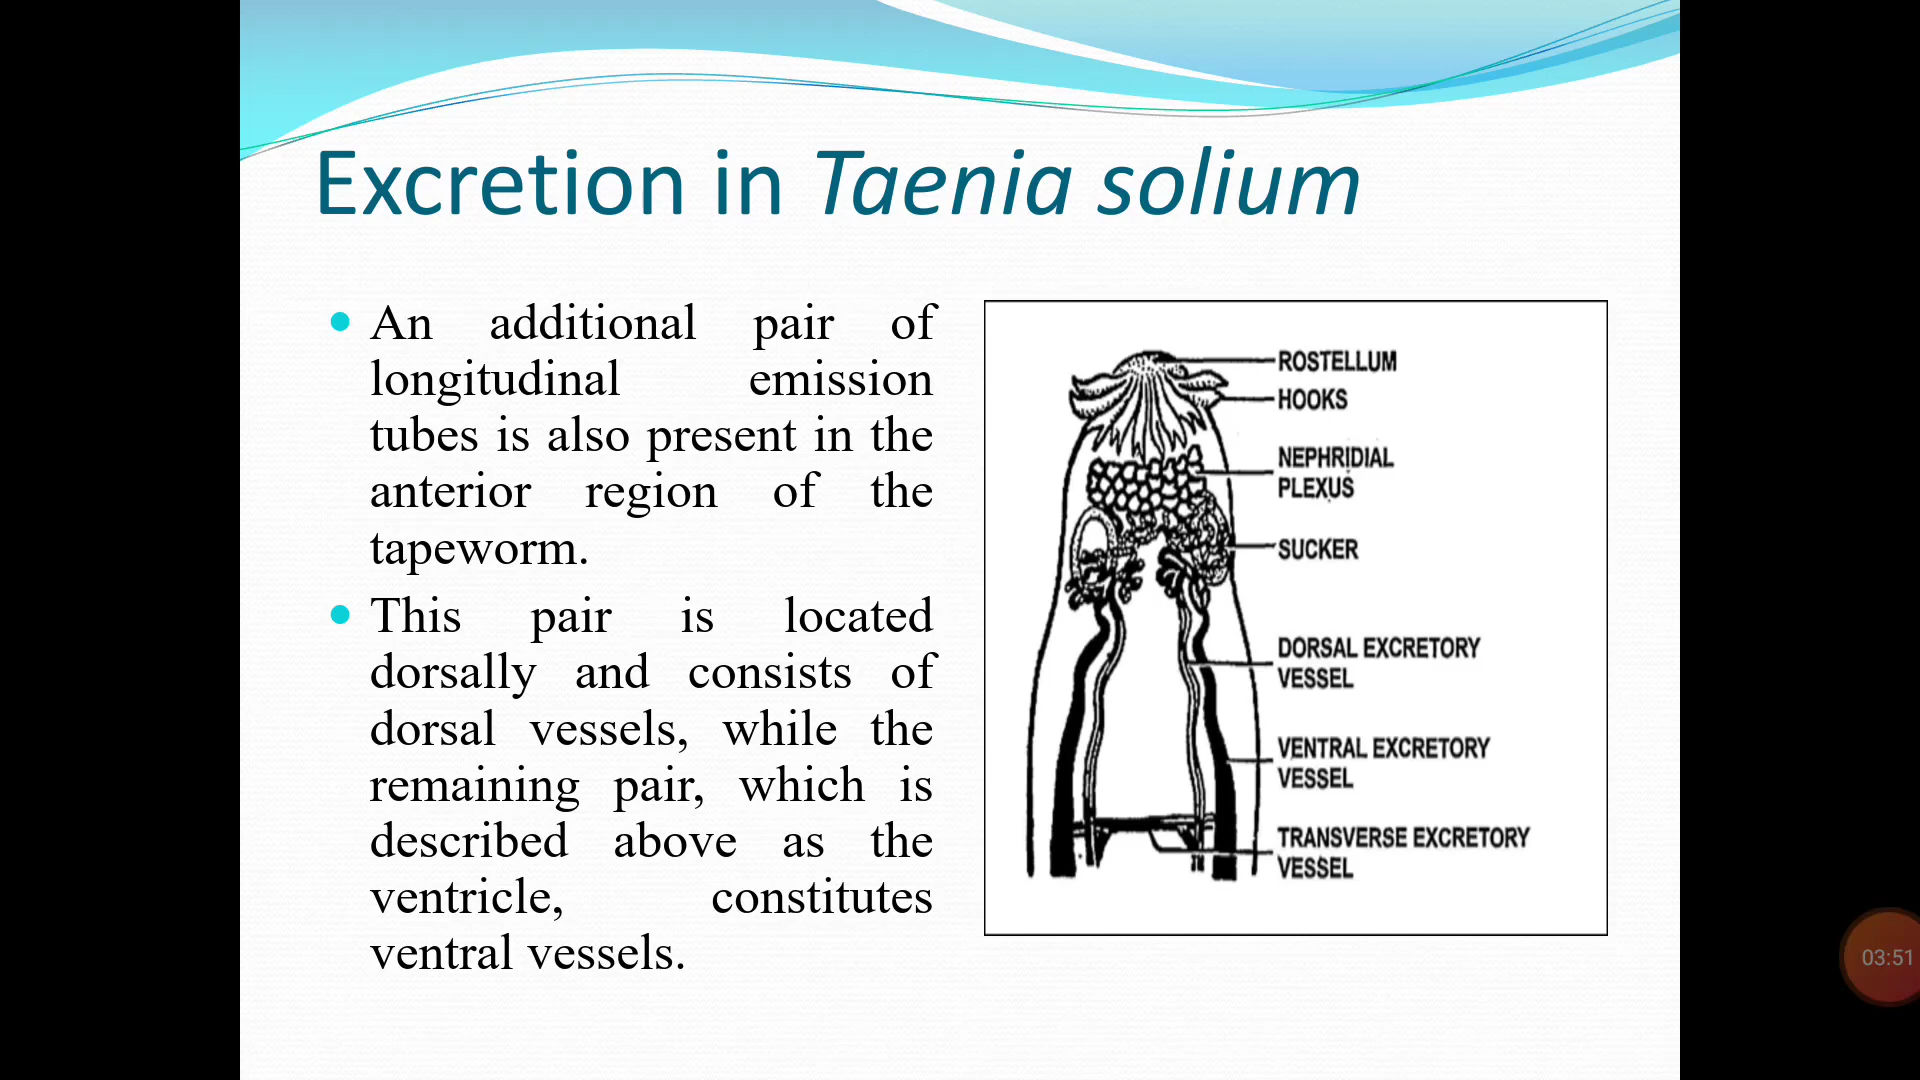 Excretion in Taenia solium
An additional pair of
longitudinal emission
tubes is also present in the
anterior region of the
tapeworm.
This pair is located
dorsally and consists of
dorsal vessels, while the
remaining pair, which is
described above as the
ventricle, constitutes
ventral vessels.
ROSTELLUM
HOOKS
NEPHRIDIAL
PLEXUS
SUCKER
DORSAL EXCRETORY
VESSEL
VENTRAL EXCRETORY
VESSEL
TRANSVERSE EXCRETORY
VESSEL
03:51